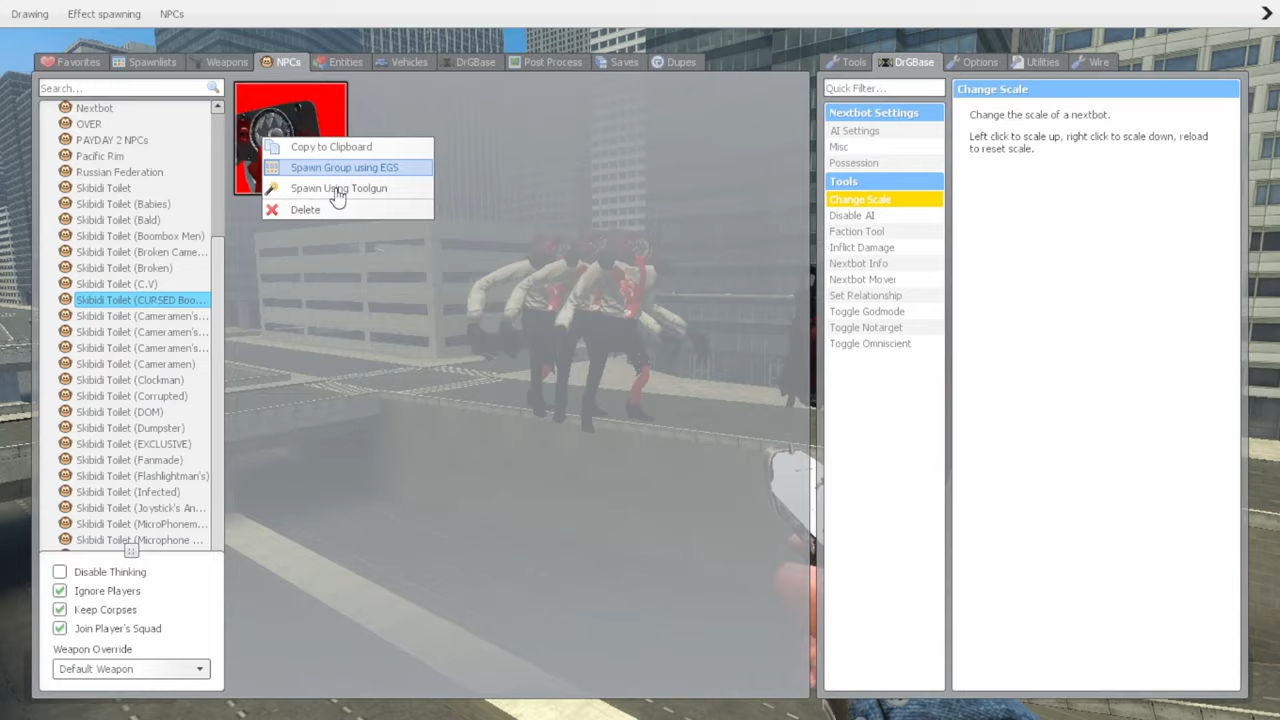 Drawing Effect spawning NPCs
Favorites Spawnlists Weapons NPCs Entities Vehicles DrGBase Post Process Saves Dupes
Search...
Nextbot
OVER
PAYDAY 2 NPCs
Pacific Rim
Russian Federation
Skibidi Toilet
Skibidi Toilet (Babies)
Skibidi Toilet (Bald)
Skibidi Toilet (Boombox Men)
Skibidi Toilet (Broken Came...
Skibidi Toilet (Broken)
Skibidi Toilet (C.V)
Skibidi Toilet (CURSED Boo...
Skibidi Toilet (Cameramen's...
Skibidi Toilet (Cameramen's...
Skibidi Toilet (Cameramen's...
Skibidi Toilet (Cameramen)
Skibidi Toilet (Clockman)
Skibidi Toilet (Corrupted)
Skibidi Toilet (DOM)
Skibidi Toilet (Dumpster)
Skibidi Toilet (EXCLUSIVE)
Skibidi Toilet (Fanmade)
Skibidi Toilet (Flashlightman's)
Skibidi Toilet (Infected)
Skibidi Toilet (Joystick's An...
Skibidi Toilet (MicroPhonem...
Skibidi Toilet (Microphone ...
Disable Thinking
Ignore Players
Keep Corpses
Join Player's Squad
Weapon Override
Default Weapon
Copy to Clipboard
Spawn Group using EGS
Spawn Using Toolgun
Delete
Tools DrGBase Options Utilities Wire
Quick Filter...
Nextbot Settings
AI Settings
Misc
Possession
Tools
Change Scale
Disable AI
Faction Tool
Inflict Damage
Nextbot Info
Nextbot Mover
Set Relationship
Toggle Godmode
Toggle Notarget
Toggle Omniscient
Change Scale
Change the scale of a nextbot.
Left click to scale up, right click to scale down, reload
to reset scale.